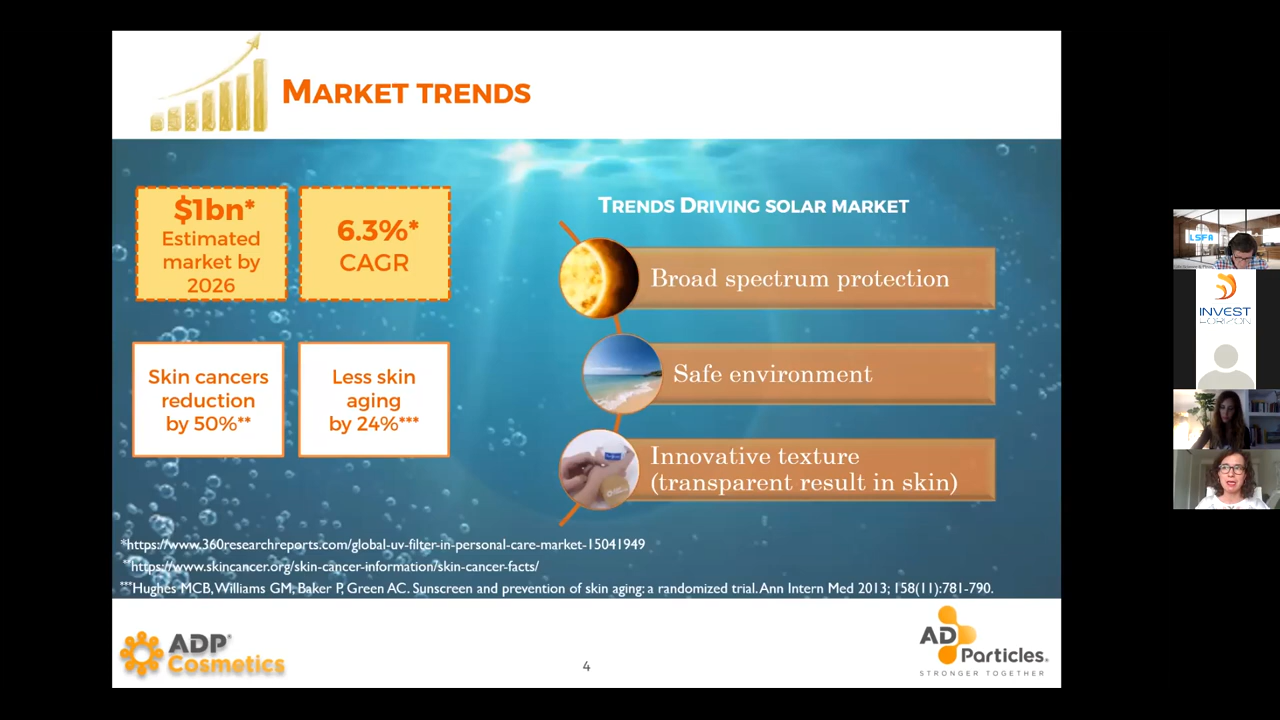 MARKET TRENDS
$1bn*
Estimated
market by
2026
6.3%*
CAGR
Skin cancers
reduction
by 50%**
Less skin
aging
by 24%***
TRENDS DRIVING SOLAR MARKET
Broad spectrum protection
Safe environment
Innovative texture
(transparent result in skin)
*https://www.360researchreports.com/global-uv-filter-in-personal-care-market-15041949
**https://www.skincancer.org/skin-cancer-information/skin-cancer-facts/
***Hughes MCB, Williams GM, Baker P, Green AC. Sunscreen and prevention of skin aging: a randomized trial. Ann Intern Med 2013; 158(11):781-790.
ADP®
Cosmetics
4
AD
Particles®
STRONGER TOGETHER
LSFA
INVEST
HORIZON